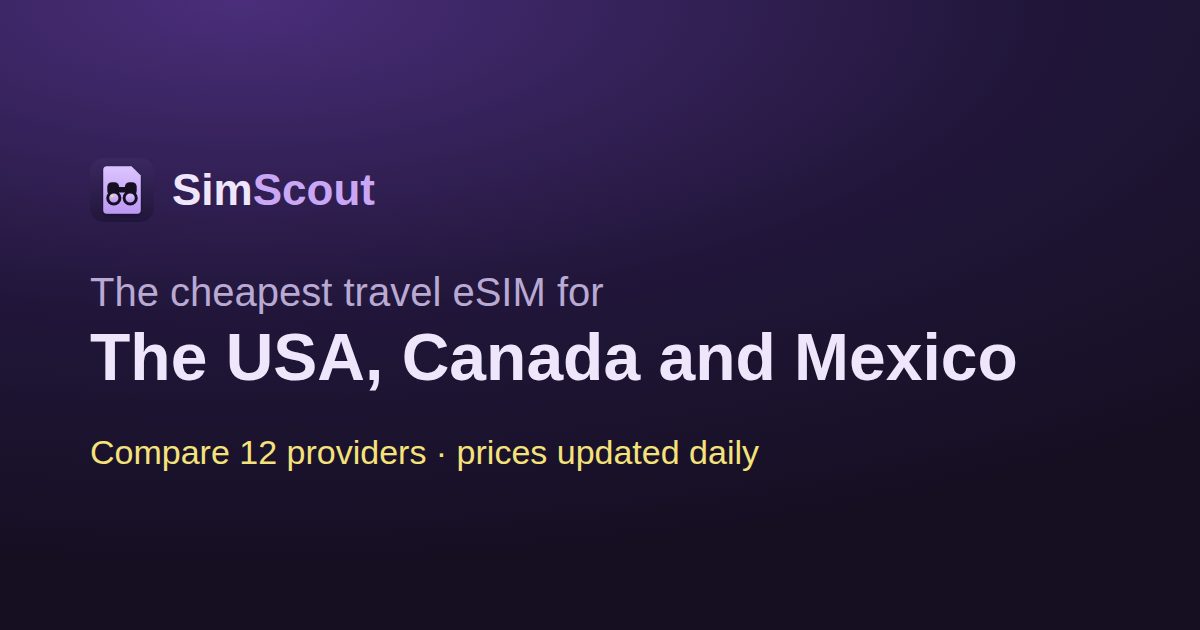 SimScout
The cheapest travel eSIM for
The USA, Canada and Mexico
Compare 12 providers · prices updated daily